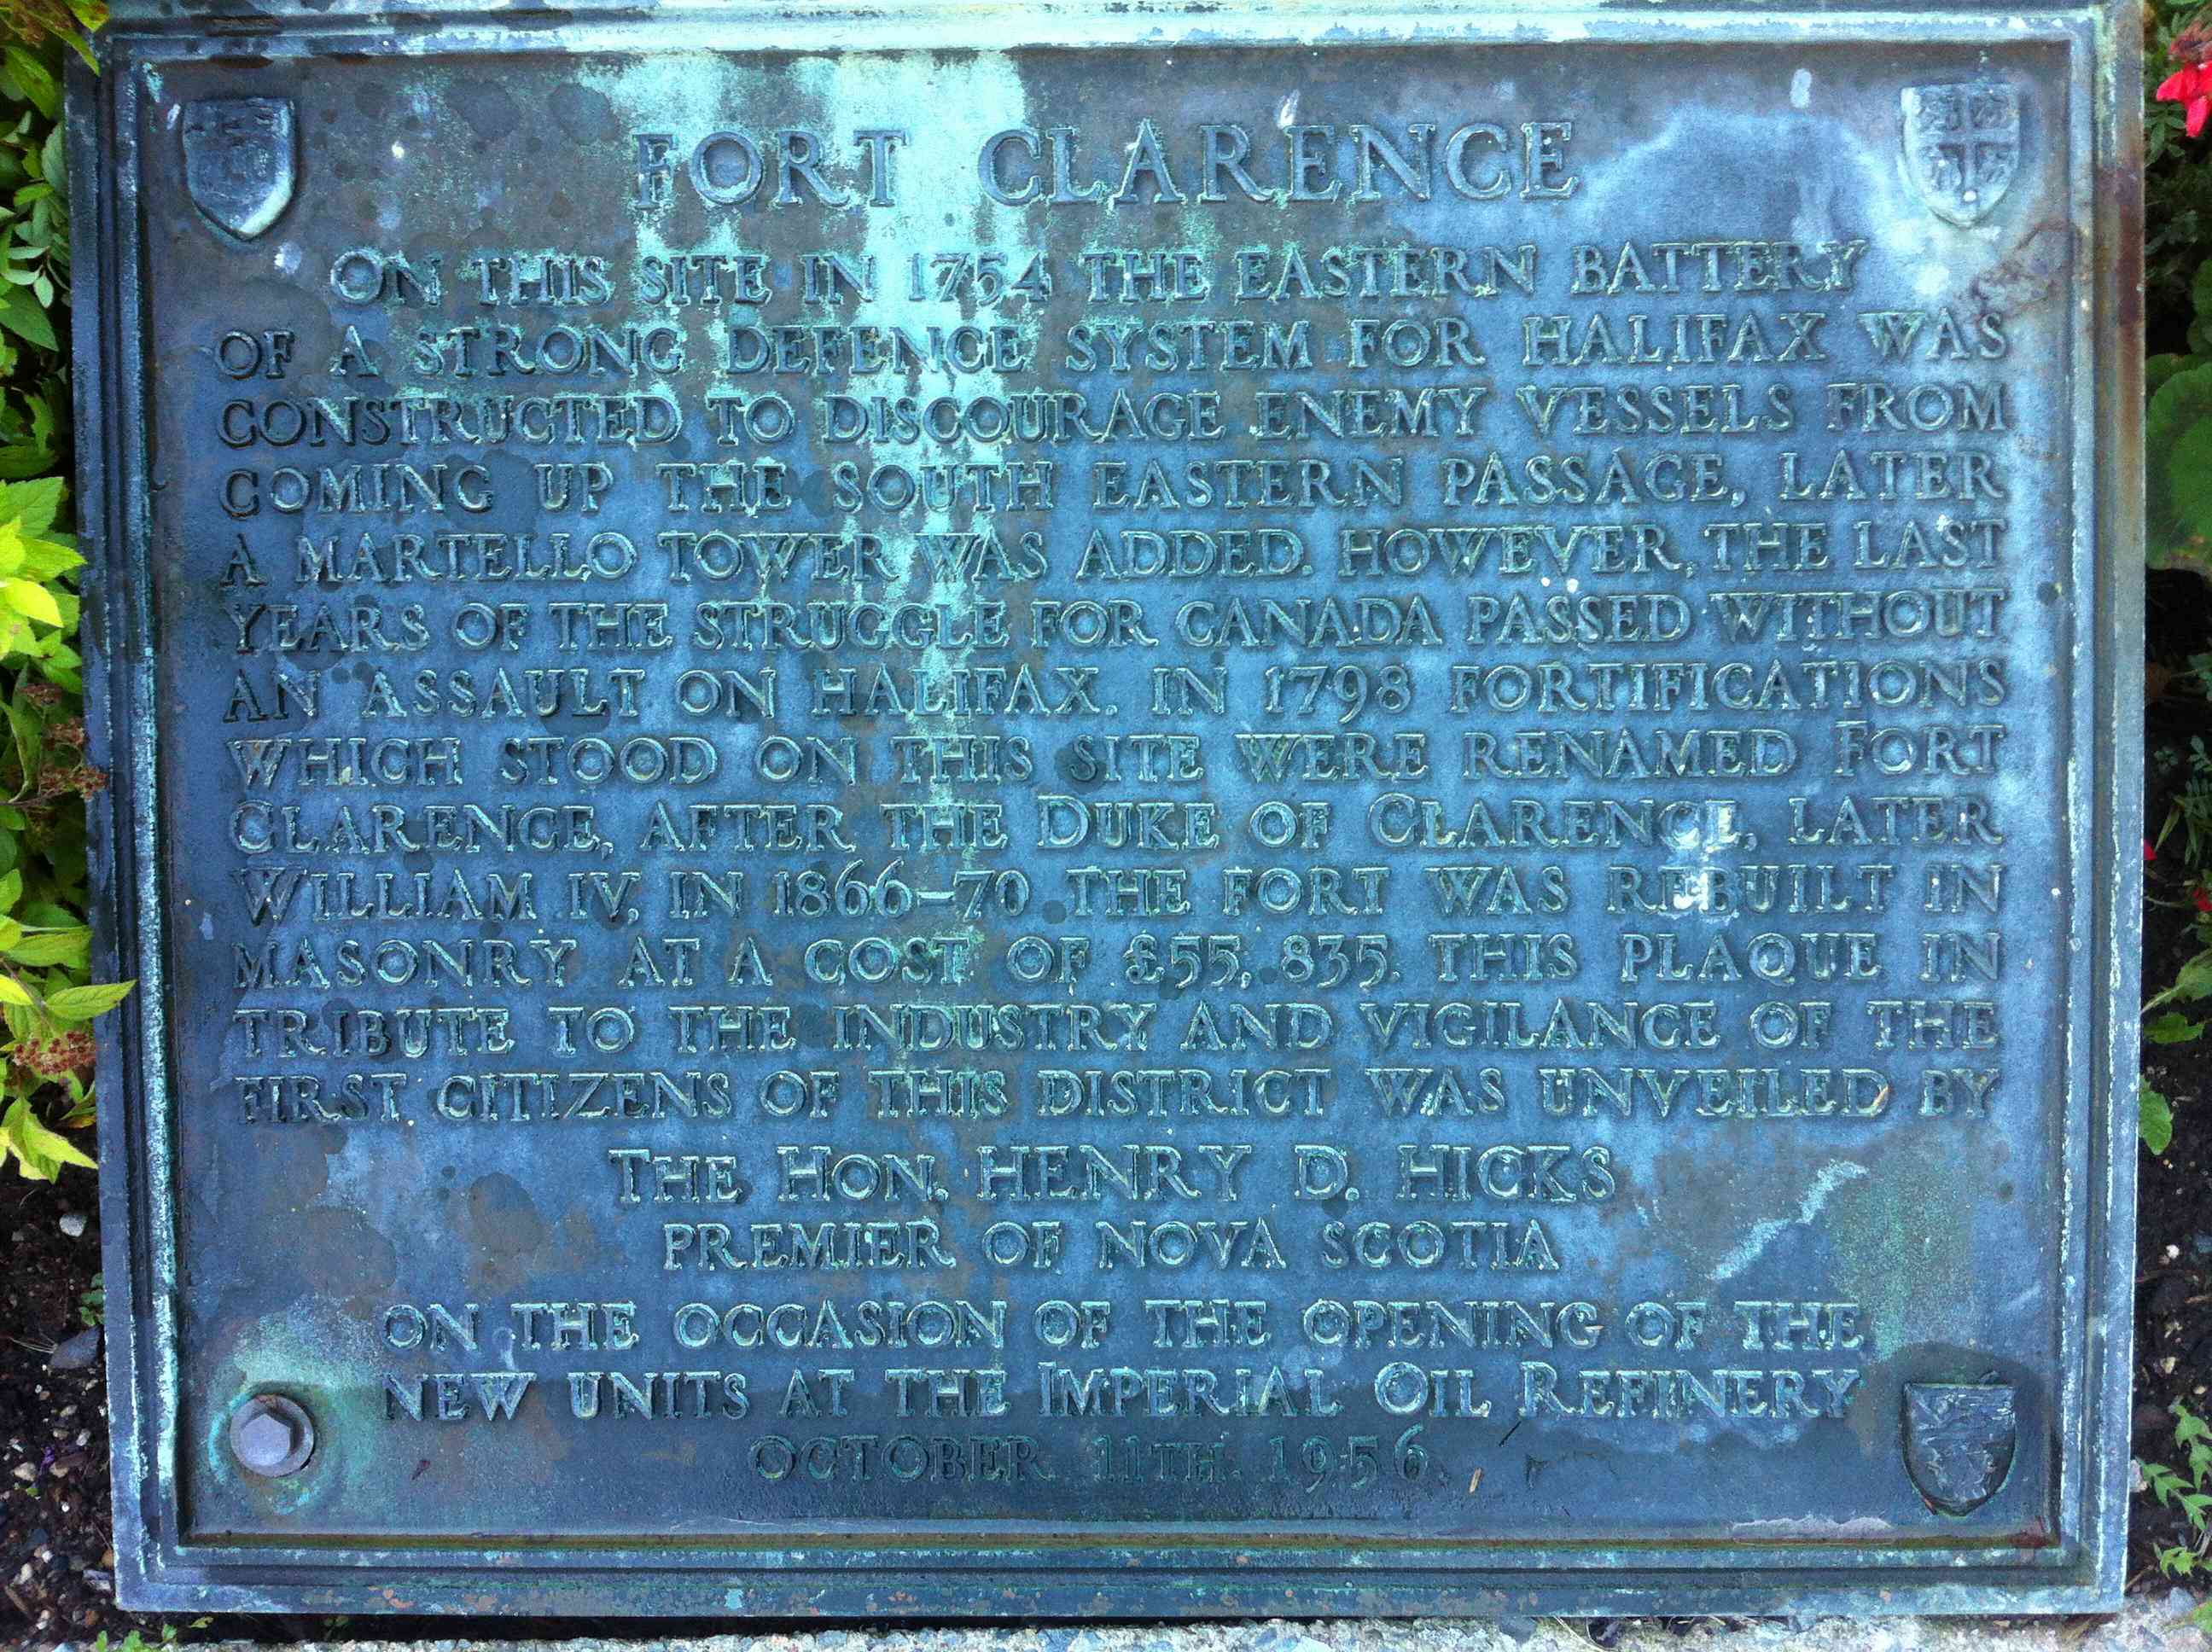 FORT CLARENCE
ON THIS SITE IN 1754 THE EASTERN BATTERY
OF A STRONG DEFENCE SYSTEM FOR HALIFAX WAS
CONSTRUCTED TO DISCOURAGE ENEMY VESSELS FROM
COMING UP THE SOUTH EASTERN PASSAGE, LATER
A MARTELLO TOWER WAS ADDED. HOWEVER, THE LAST
YEARS OF THE STRUGGLE FOR CANADA PASSED WITHOUT
AN ASSAULT ON HALIFAX. IN 1798 FORTIFICATIONS
WHICH STOOD ON THIS SITE WERE RENAMED FORT
CLARENCE, AFTER THE DUKE OF CLARENCE, LATER
WILLIAM IV, IN 1866-70 THE FORT WAS REBUILT IN
MASONRY AT A COST OF £55,835. THIS PLAQUE IN
TRIBUTE TO THE INDUSTRY AND VIGILANCE OF THE
FIRST CITIZENS OF THIS DISTRICT WAS UNVEILED BY
THE HON. HENRY D. HICKS
PREMIER OF NOVA SCOTIA
ON THE OCCASION OF THE OPENING OF THE
NEW UNITS AT THE IMPERIAL OIL REFINERY
OCTOBER 11TH. 1956.